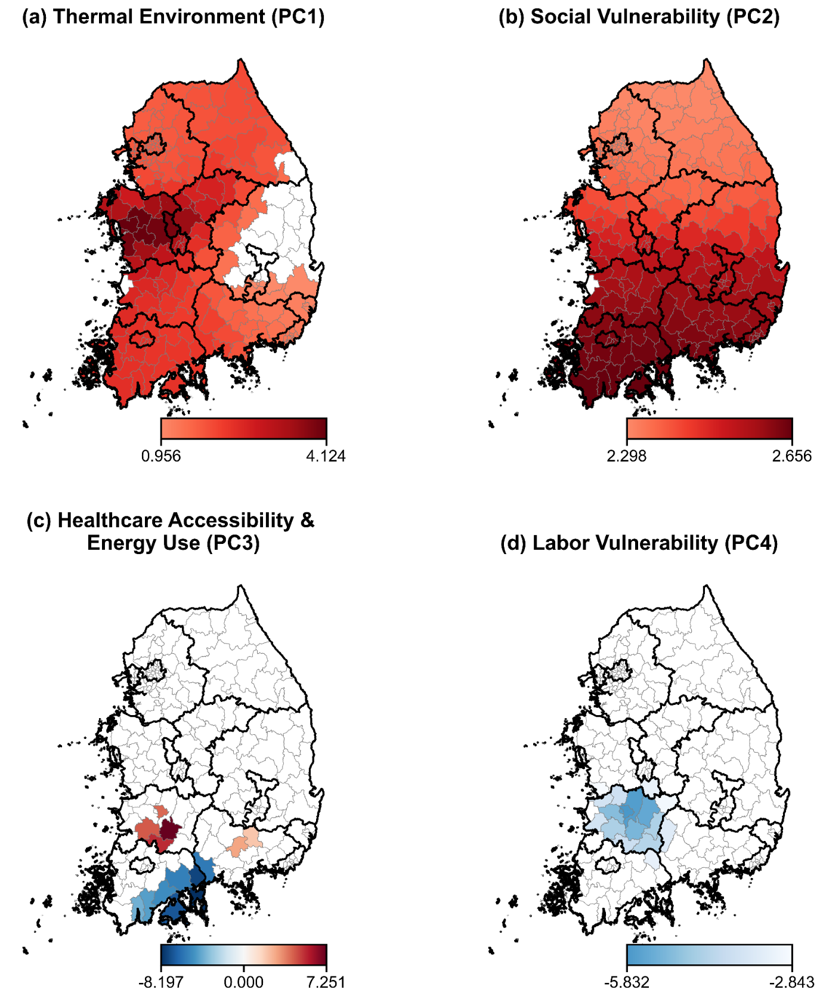 (a) Thermal Environment (PC1)
(b) Social Vulnerability (PC2)
0.956
4.124
2.298
2.656
(c) Healthcare Accessibility &
Energy Use (PC3)
(d) Labor Vulnerability (PC4)
-8.197
0.000
7.251
-5.832
-2.843